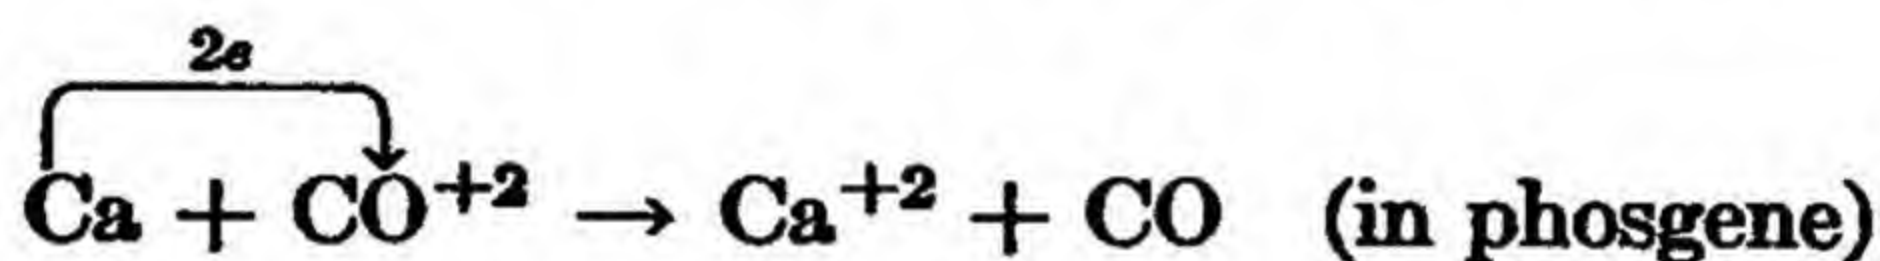 2e
Ca + CO⁺² → Ca⁺² + CO (in phosgene)